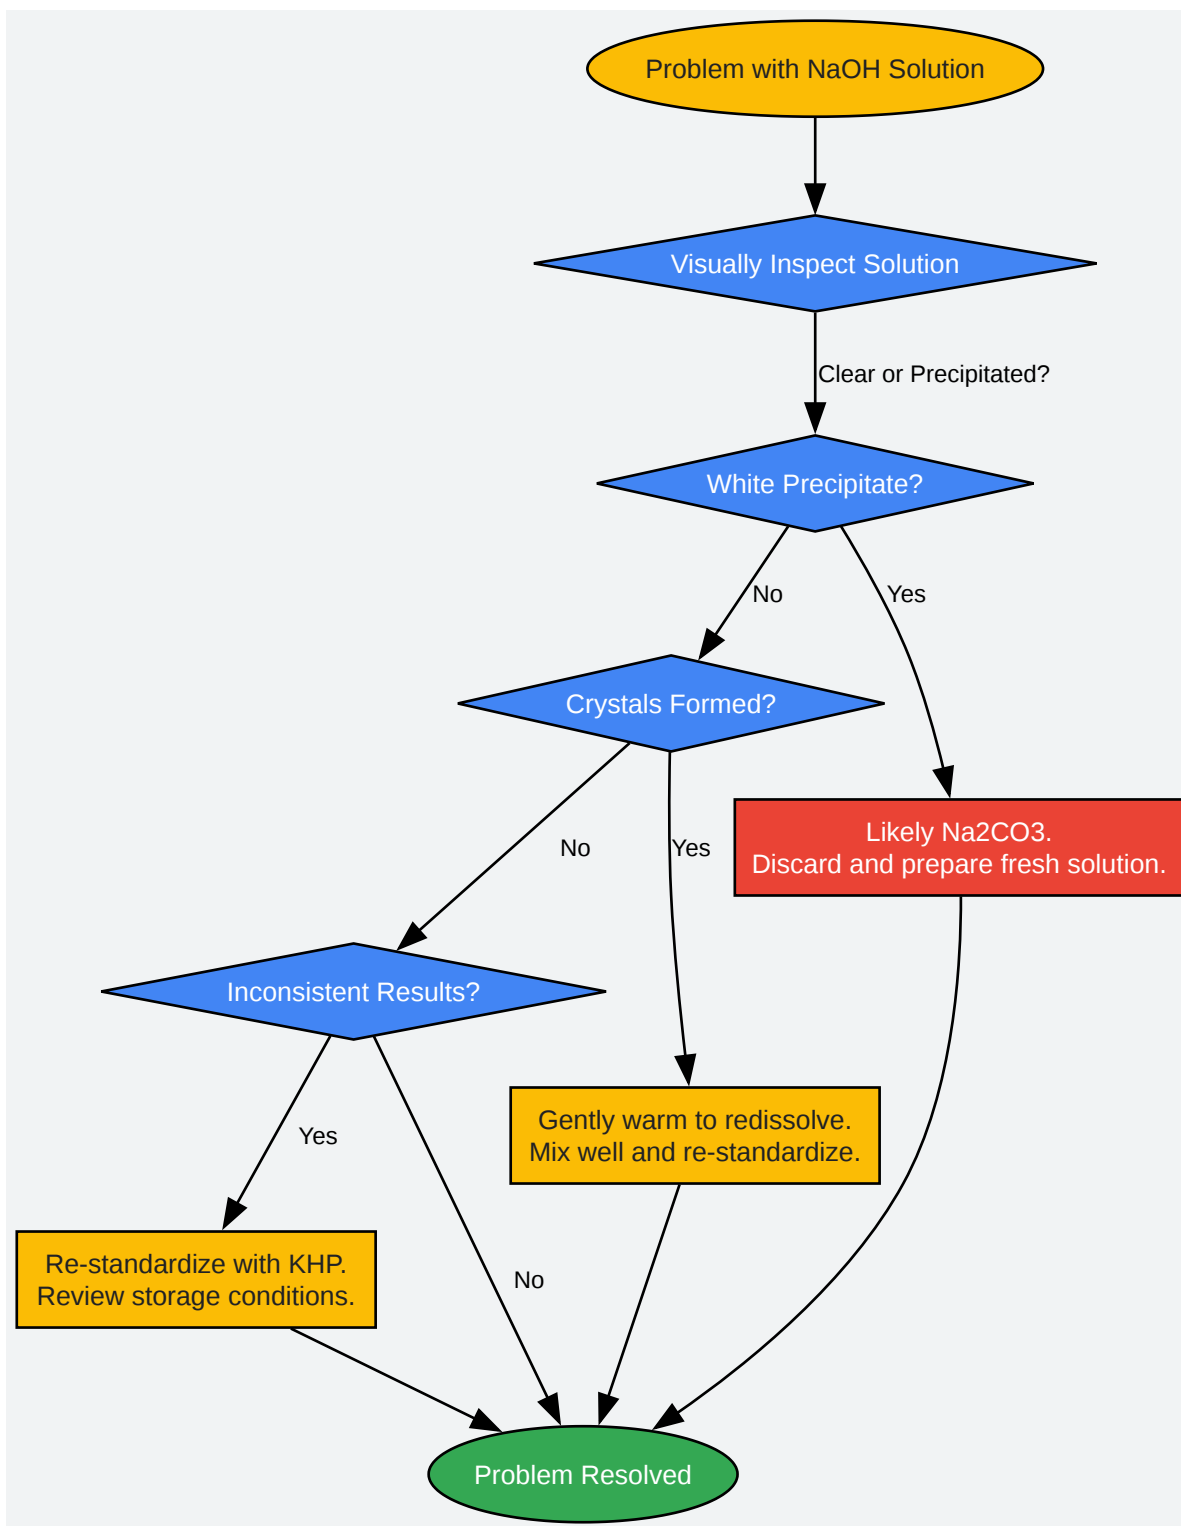 Problem with NaOH Solution
Visually Inspect Solution
Clear or Precipitated?
White Precipitate?
No
Yes
Crystals Formed?
No
Yes
Likely Na2CO3.
Discard and prepare fresh solution.
Inconsistent Results?
Yes
Gently warm to redissolve.
Mix well and re-standardize.
Re-standardize with KHP.
Review storage conditions.
No
Problem Resolved